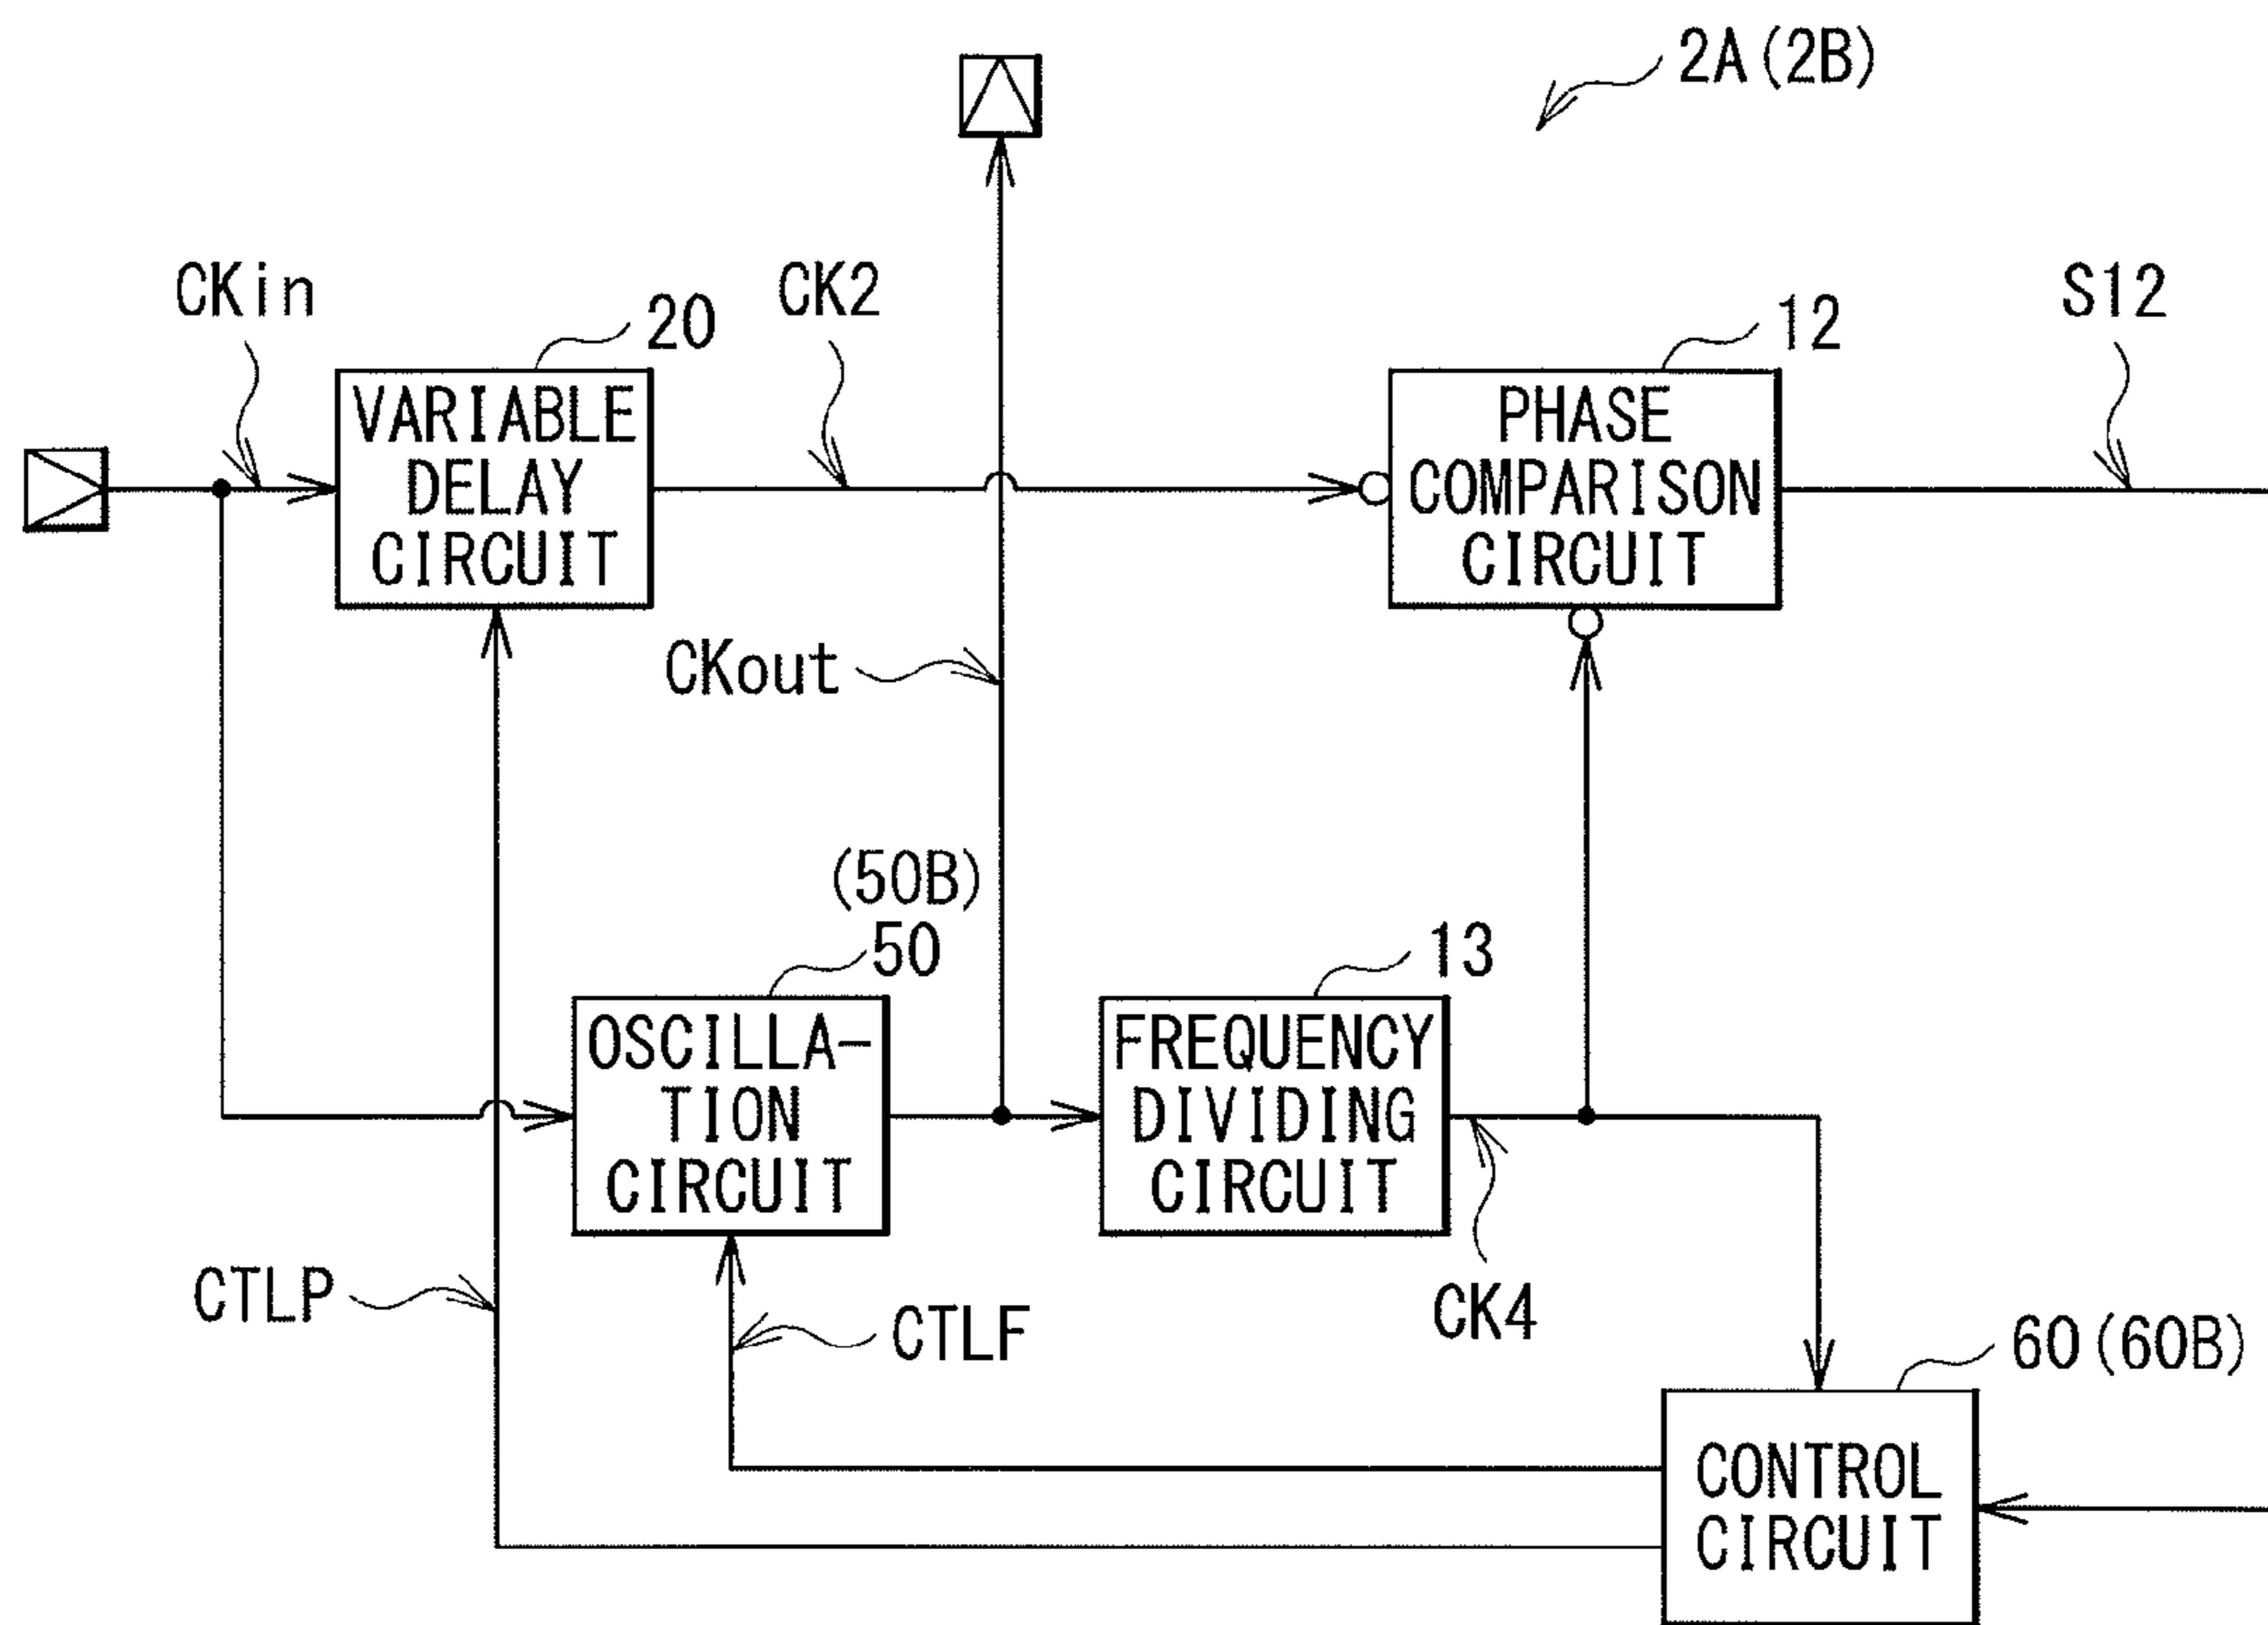 2A(2B)
CKin
20
CK2
12
S12
VARIABLE
DELAY
CIRCUIT
PHASE
COMPARISON
CIRCUIT
CKout
(50B)
50
13
OSCILLA-
TION
CIRCUIT
FREQUENCY
DIVIDING
CIRCUIT
CTLP
CTLF
CK4
60(60B)
CONTROL
CIRCUIT